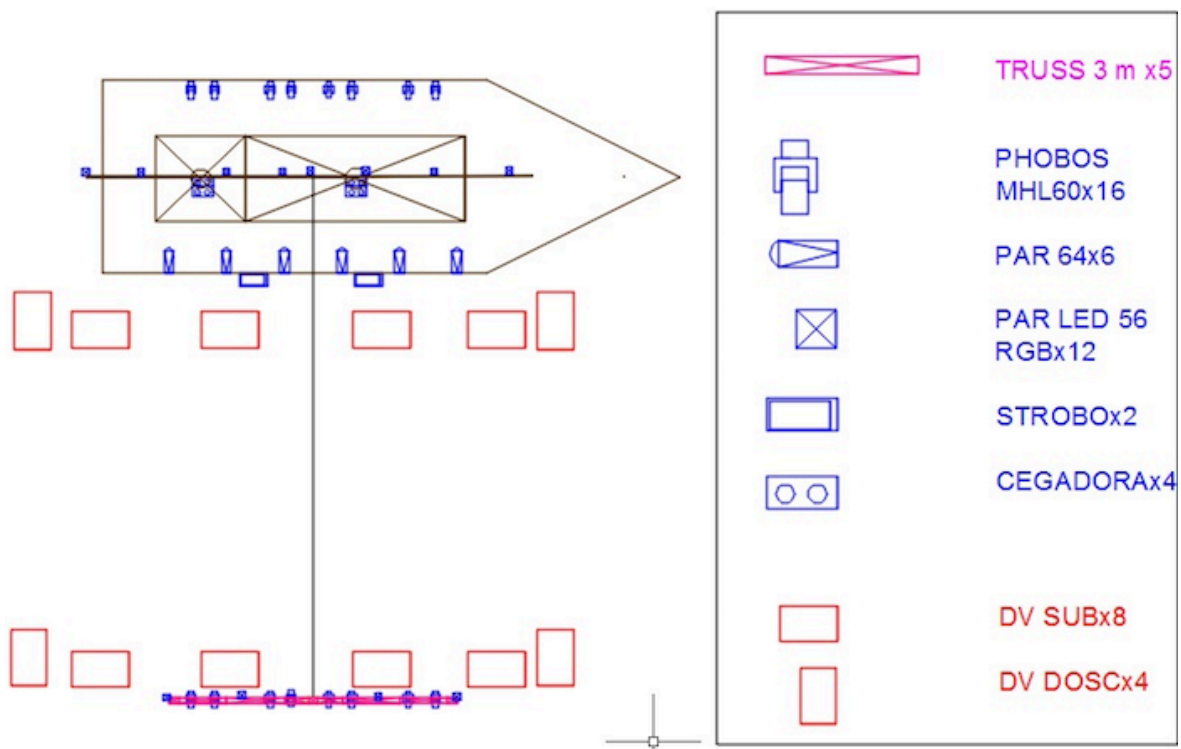 TRUSS 3 m x5
PHOBOS
MHL60x16
PAR 64x6
PAR LED 56
RGBx12
STROBOx2
CEGADORAx4
DV SUBx8
DV DOSCx4